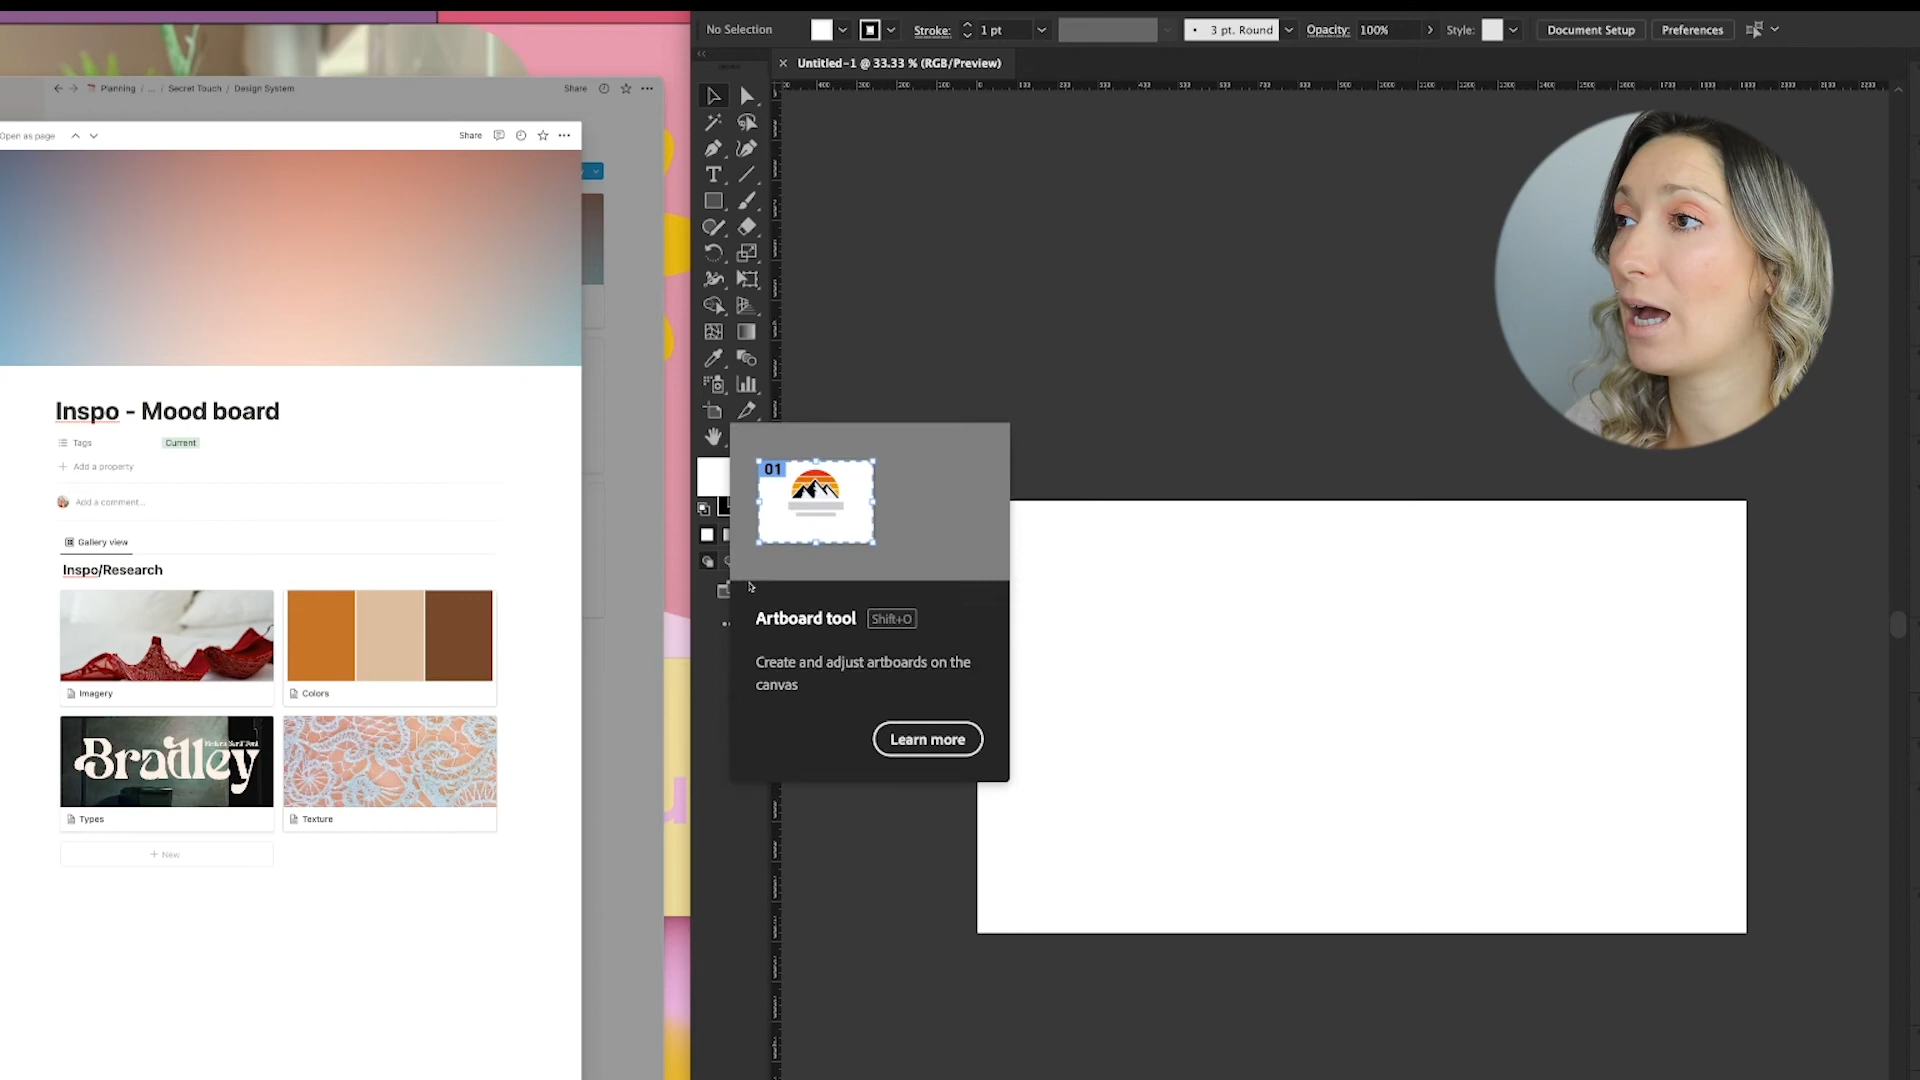 No Selection
Stroke:
1 pt
3 pt. Round
Opacity:
100%
Style:
Document Setup
Preferences
Untitled-1 @ 33.33 % (RGB/Preview)
Planning / ... / Secret Touch / Design System
Share
Open as page
Share
Inspo - Mood board
Tags
Current
Add a property
Add a comment...
Gallery view
Inspo/Research
Imagery
Colors
Bradley
Types
Texture
+ New
01
Artboard tool
Shift+O
Create and adjust artboards on the
canvas
Learn more